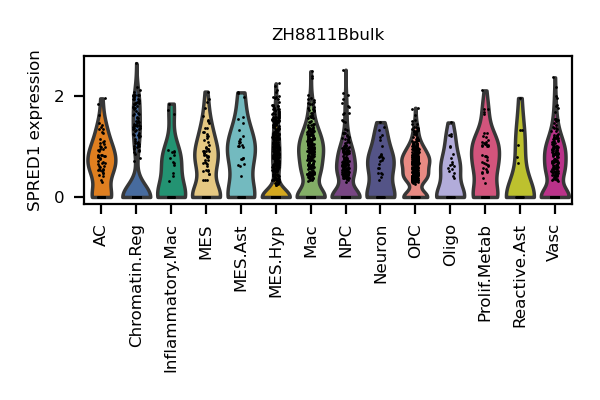 ZH8811Bbulk
SPRED1 expression
2
0
AC
Chromatin.Reg
Inflammatory.Mac
MES
MES.Ast
MES.Hyp
Mac
NPC
Neuron
OPC
Oligo
Prolif.Metab
Reactive.Ast
Vasc